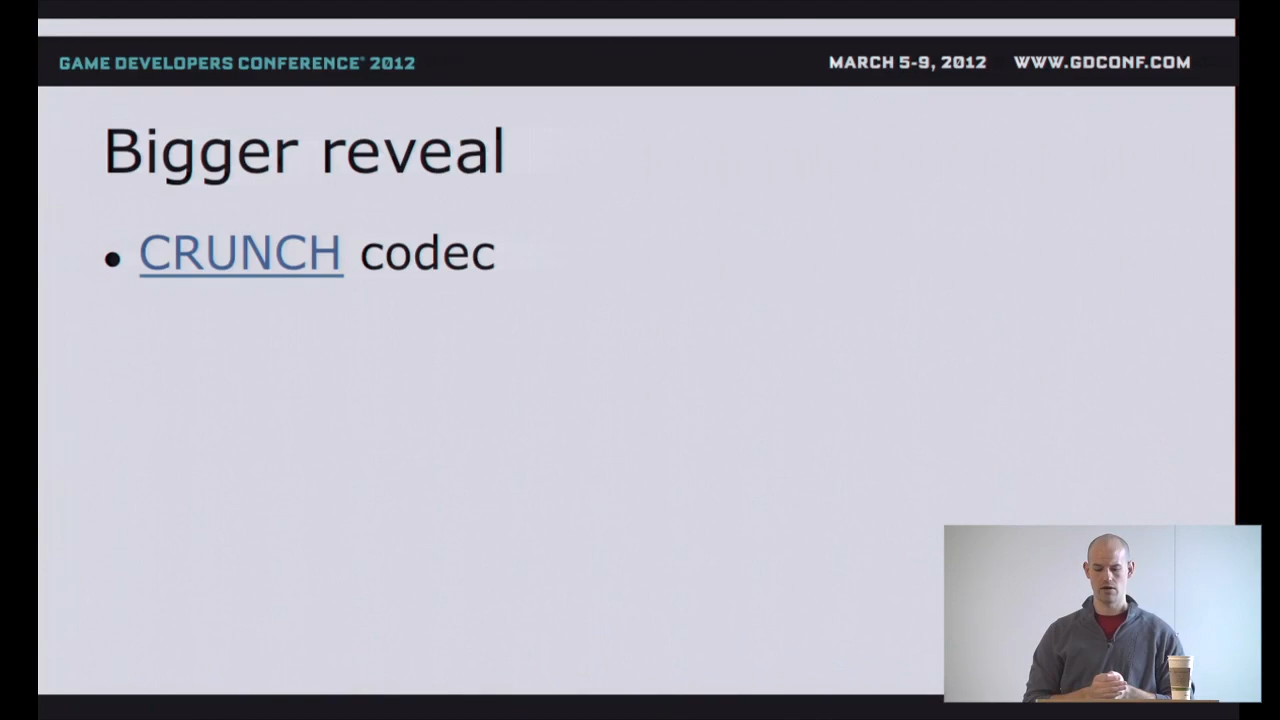 GAME DEVELOPERS CONFERENCE® 2012
MARCH 5-9, 2012 WWW.GDCONF.COM
Bigger reveal
• CRUNCH codec